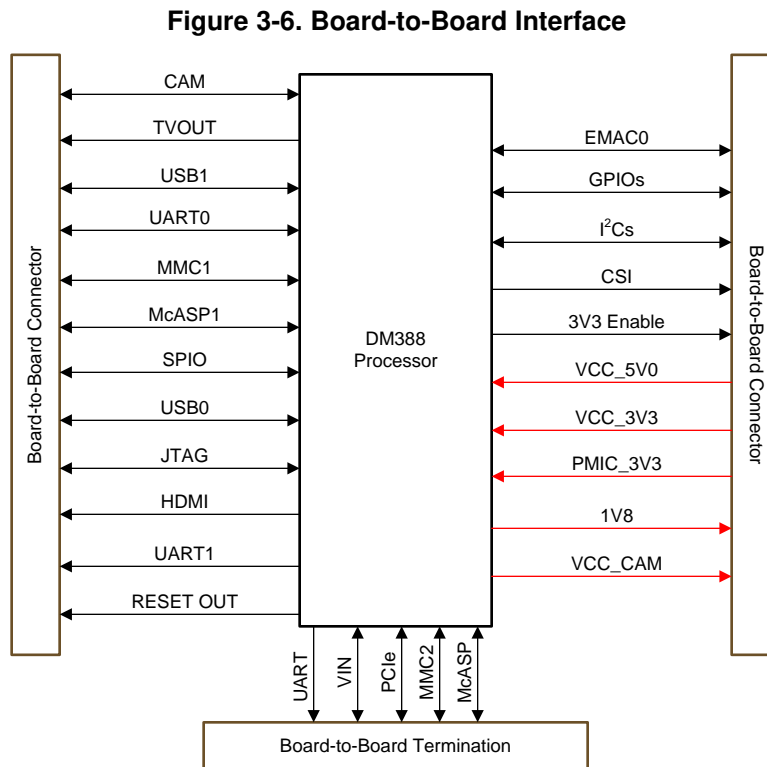 Figure 3-6. Board-to-Board Interface
Board-to-Board Connector
CAM
TVOUT
USB1
UART0
MMC1
McASP1
SPIO
USB0
JTAG
HDMI
UART1
RESET OUT
DM388
Processor
EMAC0
GPIOs
I²Cs
CSI
3V3 Enable
VCC_5V0
VCC_3V3
PMIC_3V3
1V8
VCC_CAM
Board-to-Board Connector
UART
VIN
PCIe
MMC2
McASP
Board-to-Board Termination